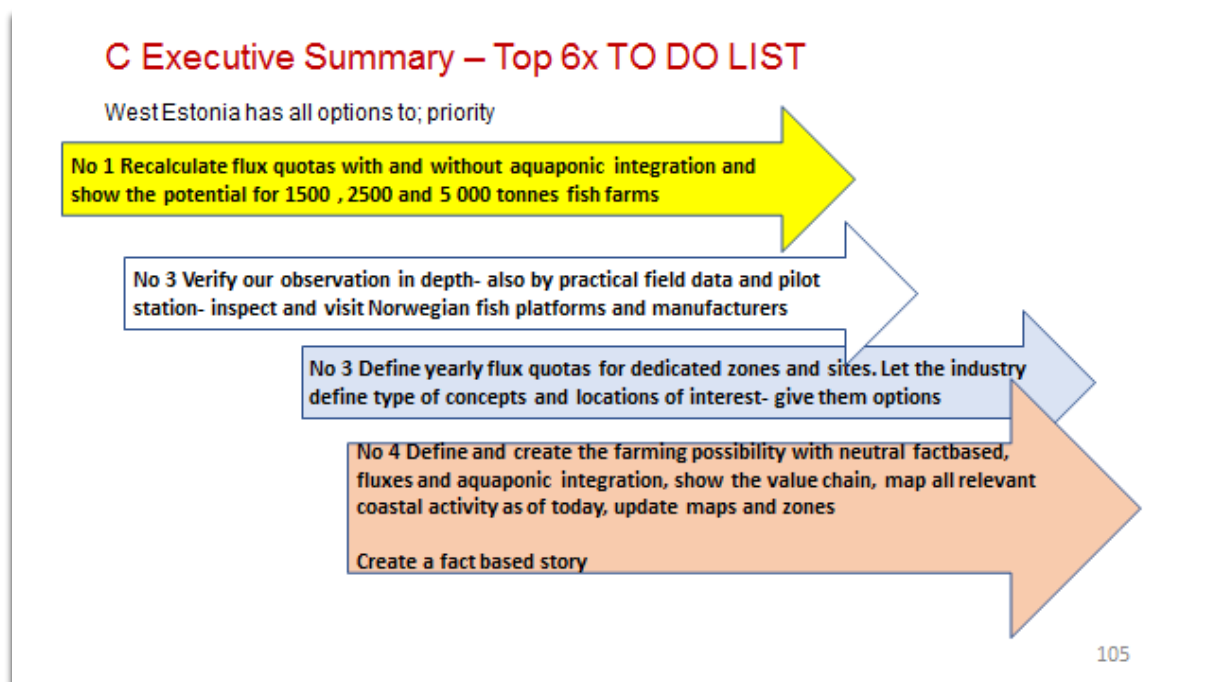 C Executive Summary – Top 6x TO DO LIST
West Estonia has all options to; priority
No 1 Recalculate flux quotas with and without aquaponic integration and
show the potential for 1500 , 2500 and 5 000 tonnes fish farms
No 3 Verify our observation in depth- also by practical field data and pilot
station- inspect and visit Norwegian fish platforms and manufacturers
No 3 Define yearly flux quotas for dedicated zones and sites. Let the industry
define type of concepts and locations of interest- give them options
No 4 Define and create the farming possibility with neutral factbased,
fluxes and aquaponic integration, show the value chain, map all relevant
coastal activity as of today, update maps and zones
Create a fact based story
105